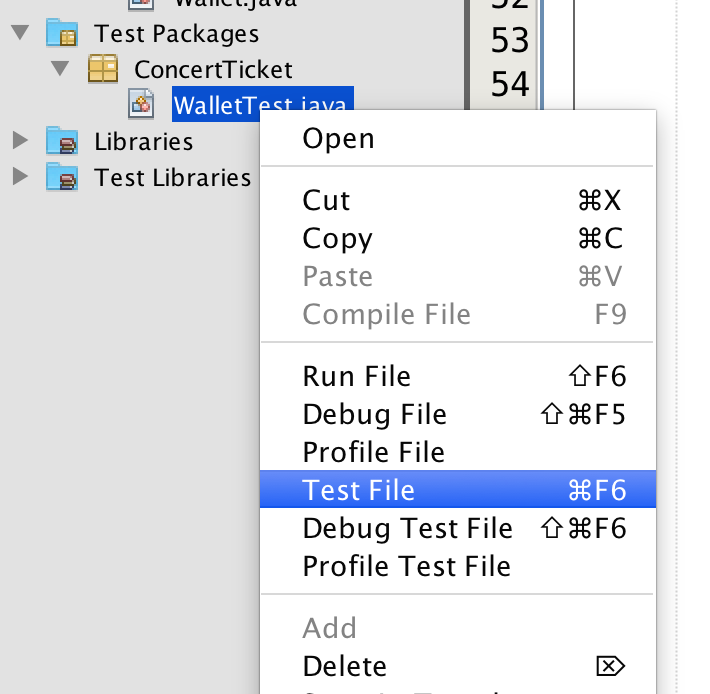 Wallet.java
Test Packages
ConcertTicket
WalletTest.java
Libraries
Test Libraries
53
54
Open
Cut ⌘X
Copy ⌘C
Paste ⌘V
Compile File F9
Run File ⇧F6
Debug File ⇧⌘F5
Profile File
Test File ⌘F6
Debug Test File ⇧⌘F6
Profile Test File
Add
Delete ⌦